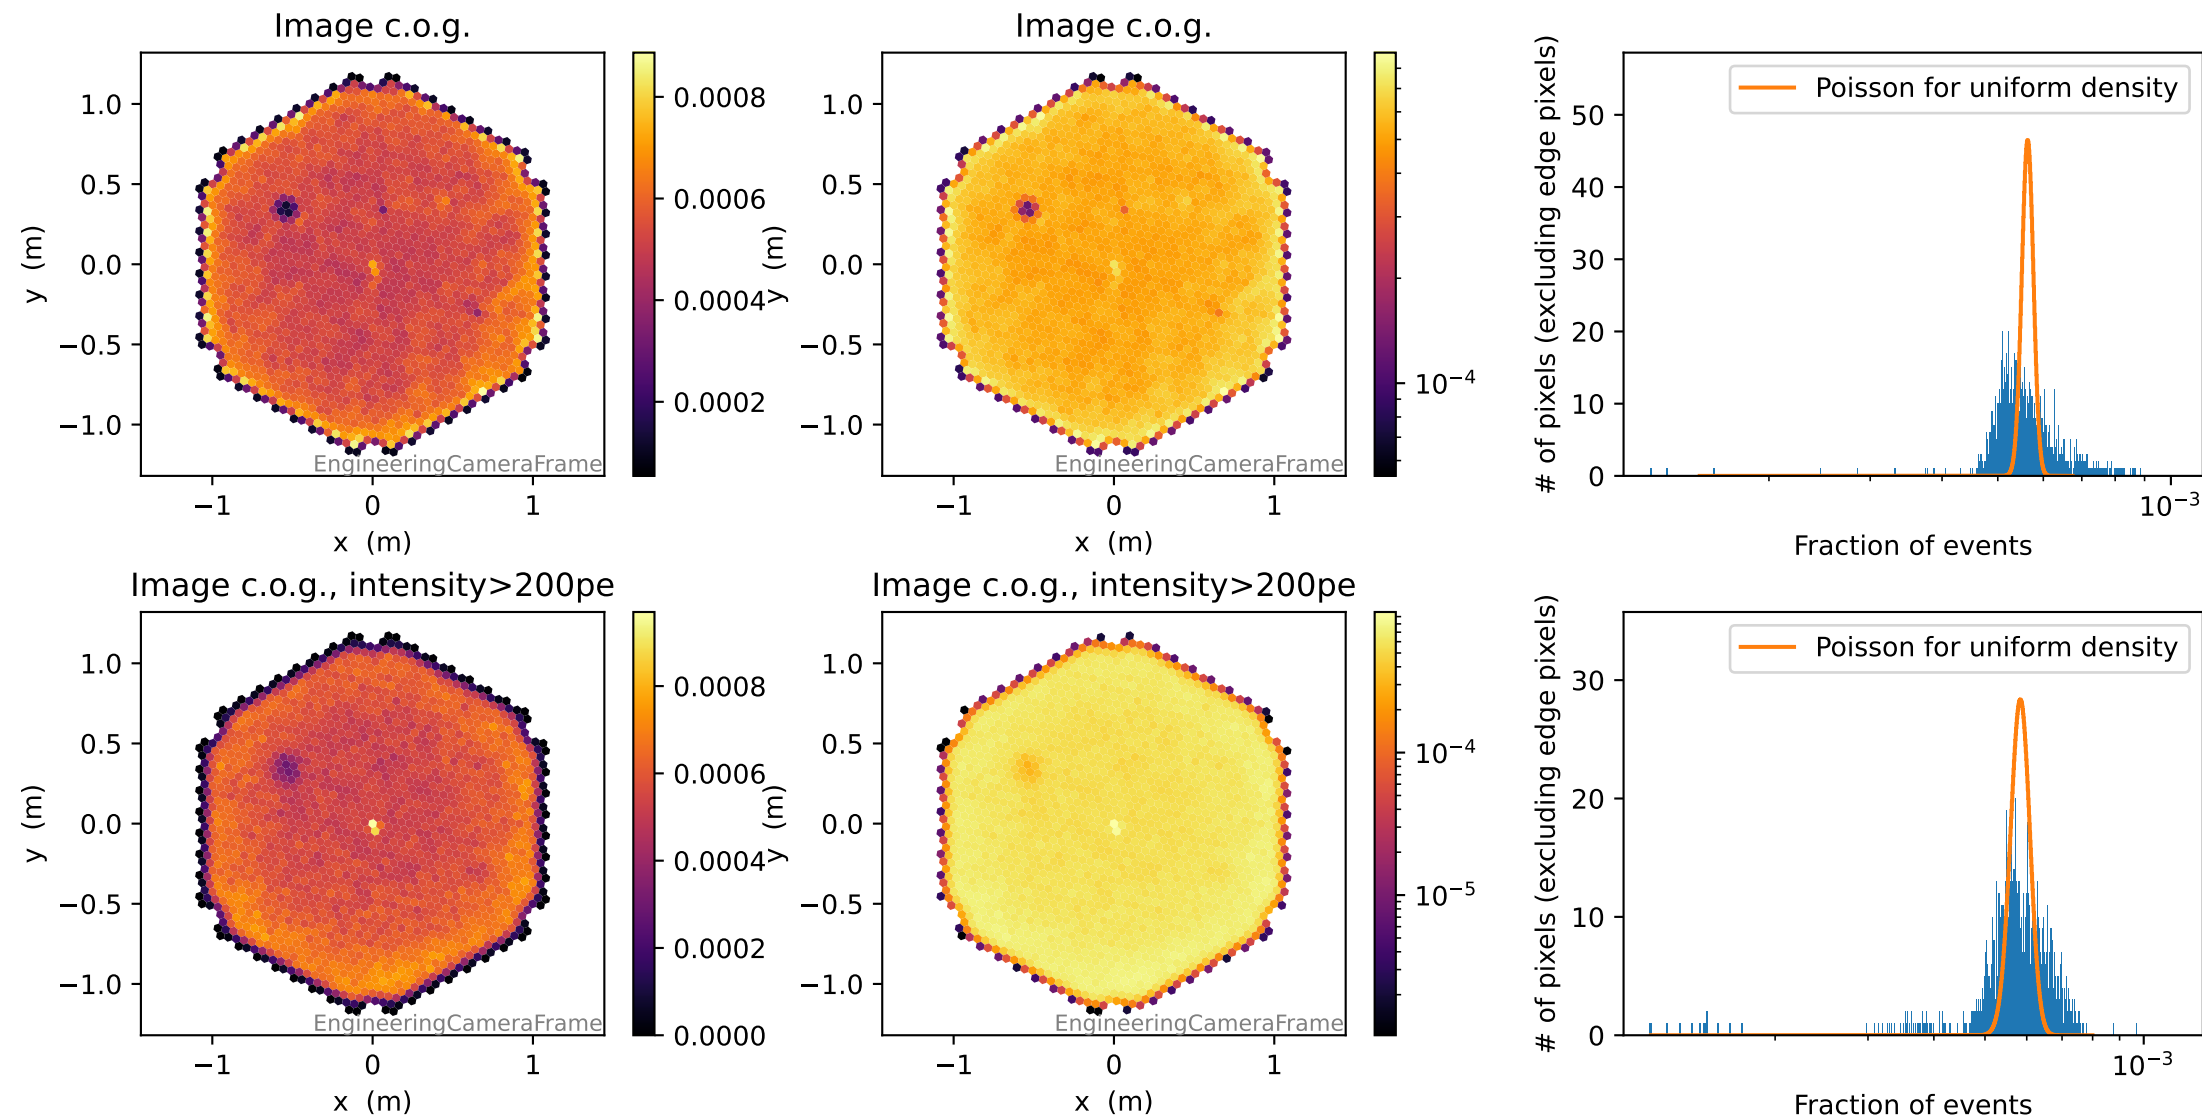 Image c.o.g.
1.0
0.5
0.0
−0.5
−1.0
y (m)
−1 0 1
x (m)
EngineeringCameraFrame
0.0008
0.0006
0.0004
0.0002
Image c.o.g.
1.0
0.5
0.0
−0.5
−1.0
y (m)
−1 0 1
x (m)
EngineeringCameraFrame
10−4
# of pixels (excluding edge pixels)
50
40
30
20
10
0
Poisson for uniform density
10−3
Fraction of events
Image c.o.g., intensity>200pe
1.0
0.5
0.0
−0.5
−1.0
y (m)
−1 0 1
x (m)
EngineeringCameraFrame
0.0008
0.0006
0.0004
0.0002
0.0000
Image c.o.g., intensity>200pe
1.0
0.5
0.0
−0.5
−1.0
y (m)
−1 0 1
x (m)
EngineeringCameraFrame
10−4
10−5
# of pixels (excluding edge pixels)
30
20
10
0
Poisson for uniform density
10−3
Fraction of events